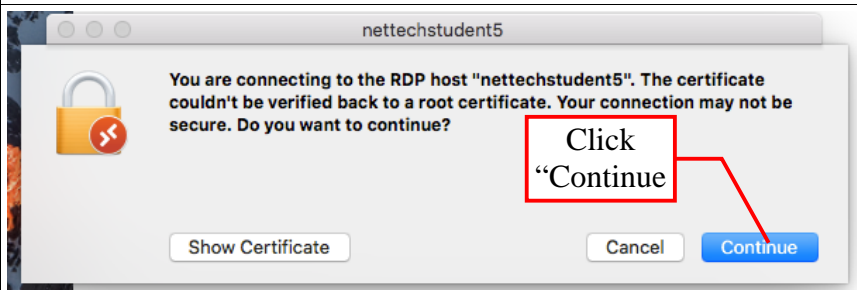 nettechstudent5
You are connecting to the RDP host "nettechstudent5". The certificate
couldn't be verified back to a root certificate. Your connection may not be
secure. Do you want to continue?
Click
“Continue
Show Certificate
Cancel
Continue